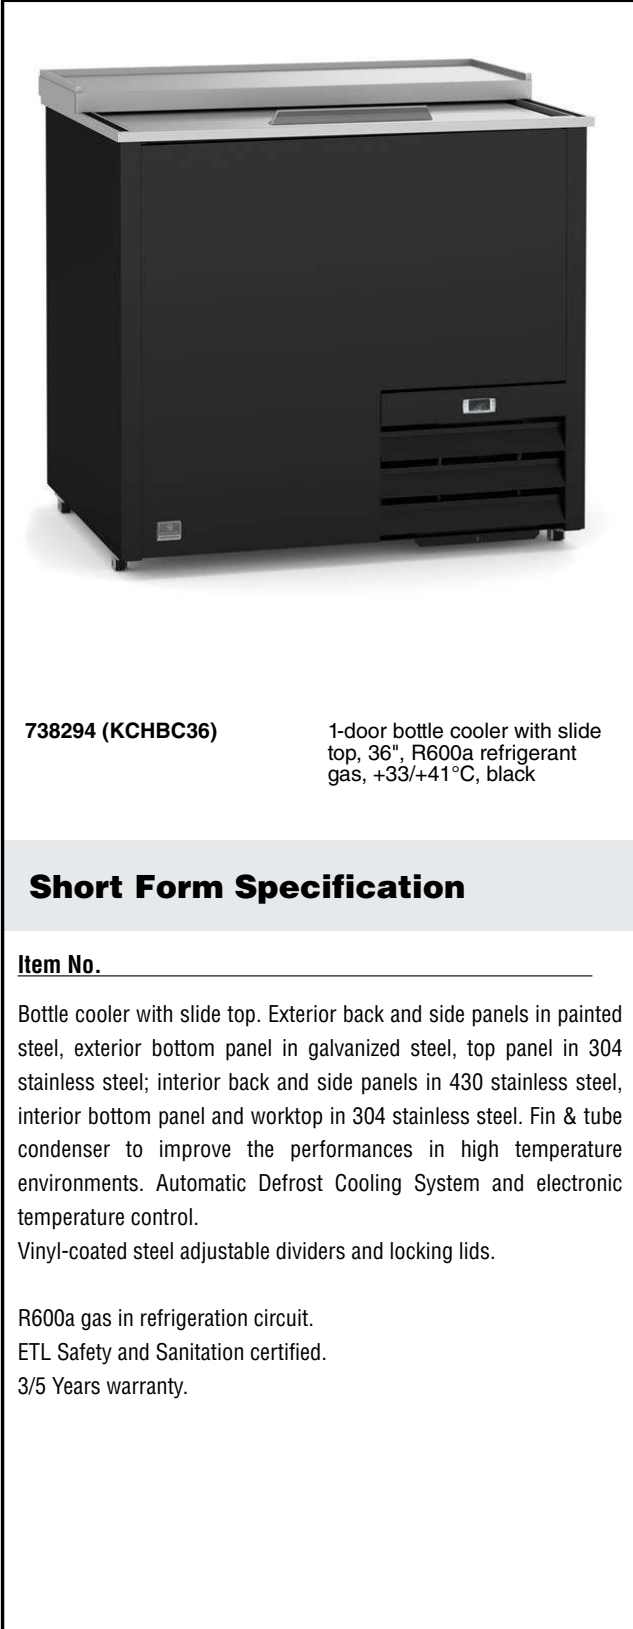 738294 (KCHBC36)
1-door bottle cooler with slide
top, 36", R600a refrigerant
gas, +33/+41°C, black
Short Form Specification
Item No.
Bottle cooler with slide top. Exterior back and side panels in painted
steel, exterior bottom panel in galvanized steel, top panel in 304
stainless steel; interior back and side panels in 430 stainless steel,
interior bottom panel and worktop in 304 stainless steel. Fin & tube
condenser to improve the performances in high temperature
environments. Automatic Defrost Cooling System and electronic
temperature control.
Vinyl-coated steel adjustable dividers and locking lids.
R600a gas in refrigeration circuit.
ETL Safety and Sanitation certified.
3/5 Years warranty.